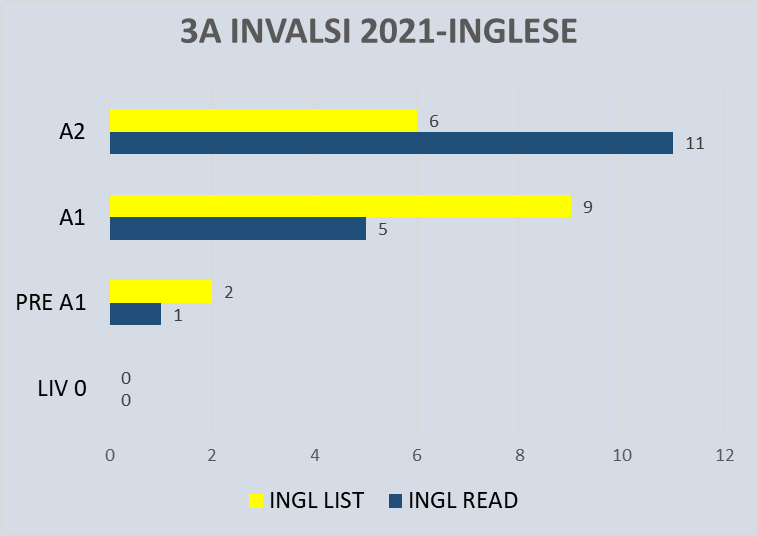 3A INVALSI 2021-INGLESE
A2
6
11
A1
9
5
PRE A1
2
1
LIV 0
0
0
0 2 4 6 8 10 12
INGL LIST INGL READ